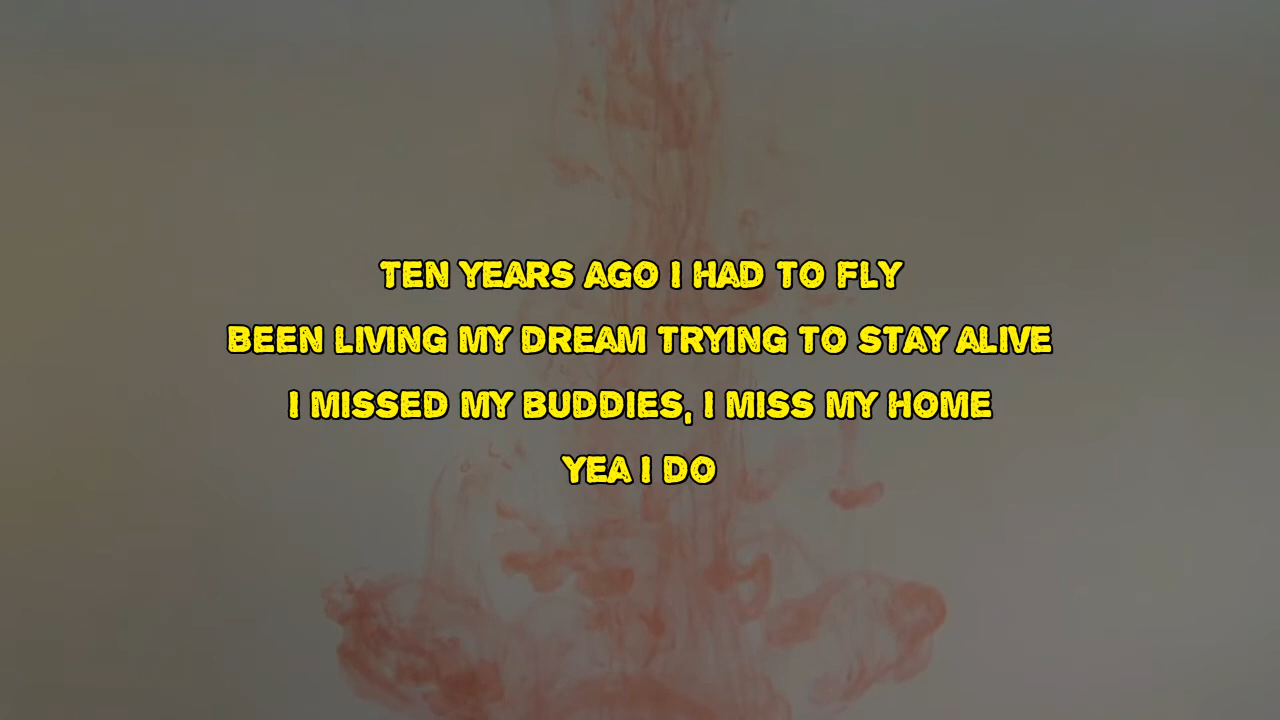 TEN YEARS AGO I HAD TO FLY
BEEN LIVING MY DREAM TRYING TO STAY ALIVE
I MISSED MY BUDDIES, I MISS MY HOME
YEA I DO